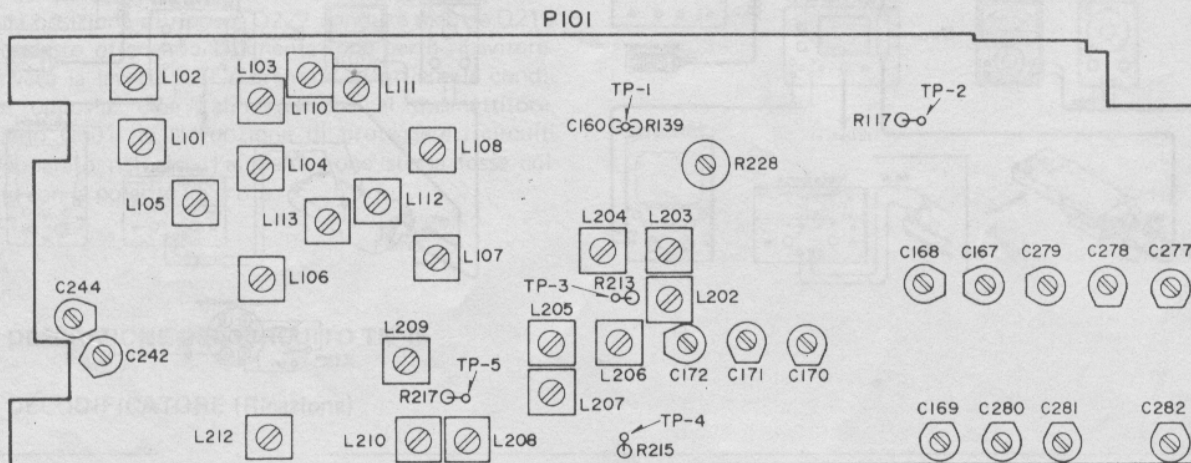 P101
L102
L103
L110
L111
TP-1
TP-2
C160
R139
R117
L101
L104
L108
R228
L105
L113
L112
L204
L203
L106
L107
C168
C167
C279
C278
C277
C244
TP-3
R213
L202
L205
L209
C242
TP-5
R217
L206
C172
C171
C170
L207
L212
L210
L208
TP-4
R215
C169
C280
C281
C282